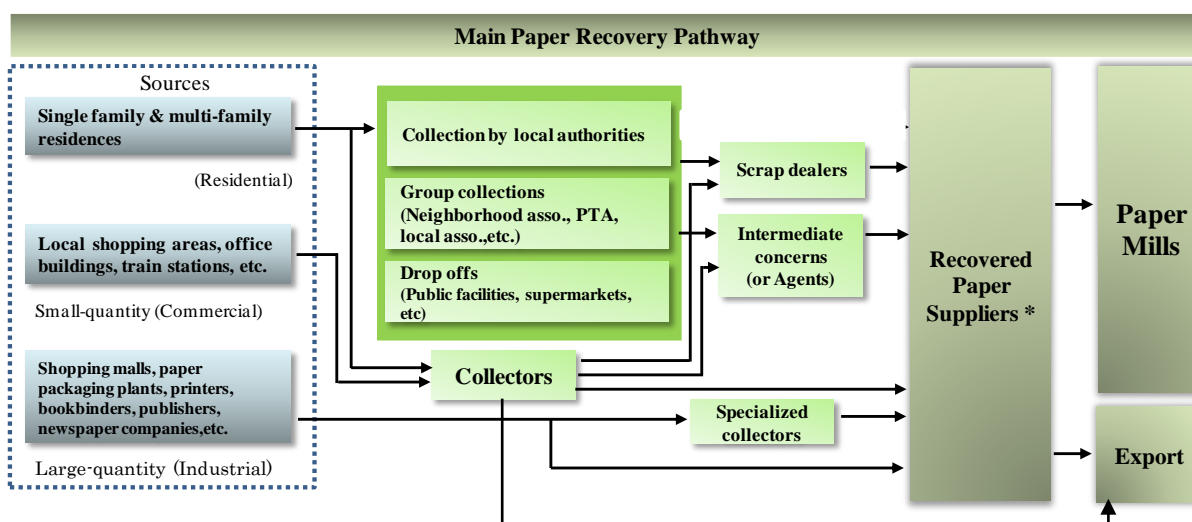 Main Paper Recovery Pathway
Sources
Single family & multi-family
residences
(Residential)
Local shopping areas, office
buildings, train stations, etc.
Small-quantity (Commercial)
Shopping malls, paper
packaging plants, printers,
bookbinders, publishers,
newspaper companies,etc.
Large-quantity (Industrial)
Collection by local authorities
Group collections
(Neighborhood asso., PTA,
local asso.,etc.)
Drop offs
(Public facilities, supermarkets,
etc)
Collectors
Scrap dealers
Intermediate
concerns
(or Agents)
Specialized
collectors
Recovered
Paper
Suppliers *
Paper
Mills
Export